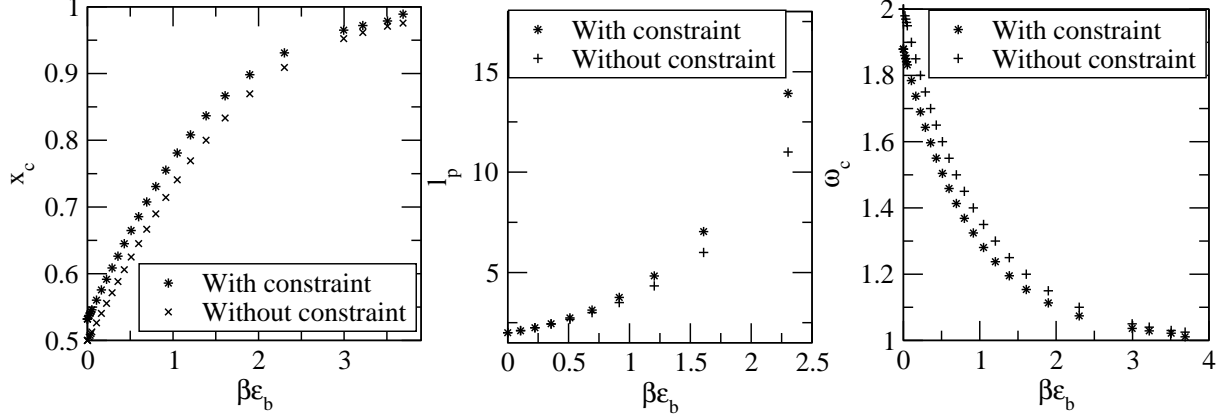 1
0.9
0.8
0.7
0.6
0.5
x_c
0
1
2
3
βε_b
With constraint
Without constraint
15
10
5
l_p
0
0.5
1
1.5
2
2.5
βε_b
With constraint
Without constraint
2
1.8
1.6
1.4
1.2
1
ω_c
0
1
2
3
4
βε_b
With constraint
Without constraint